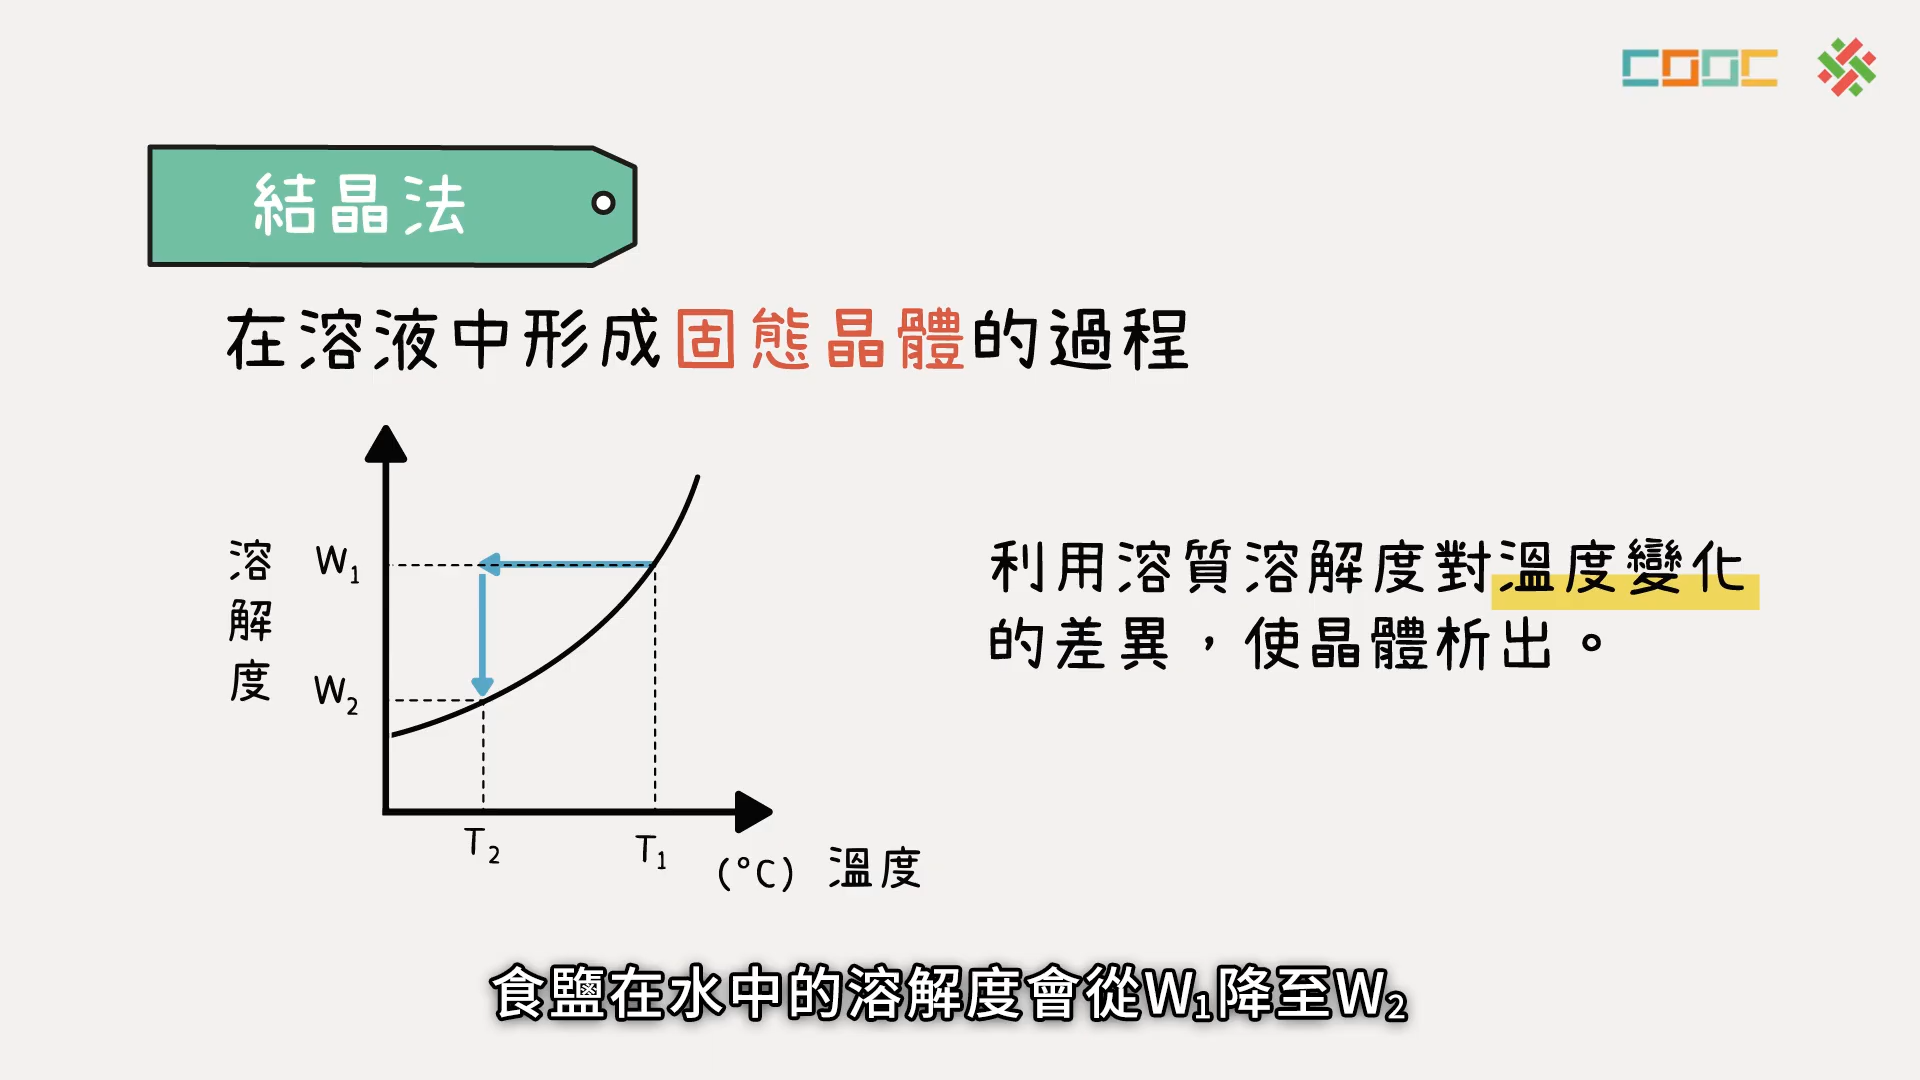 COOC
結晶法
在溶液中形成固態晶體的過程
溶解度
W₁
W₂
T₂
T₁
(°C) 溫度
利用溶質溶解度對溫度變化
的差異，使晶體析出。
食鹽在水中的溶解度會從W₁降至W₂